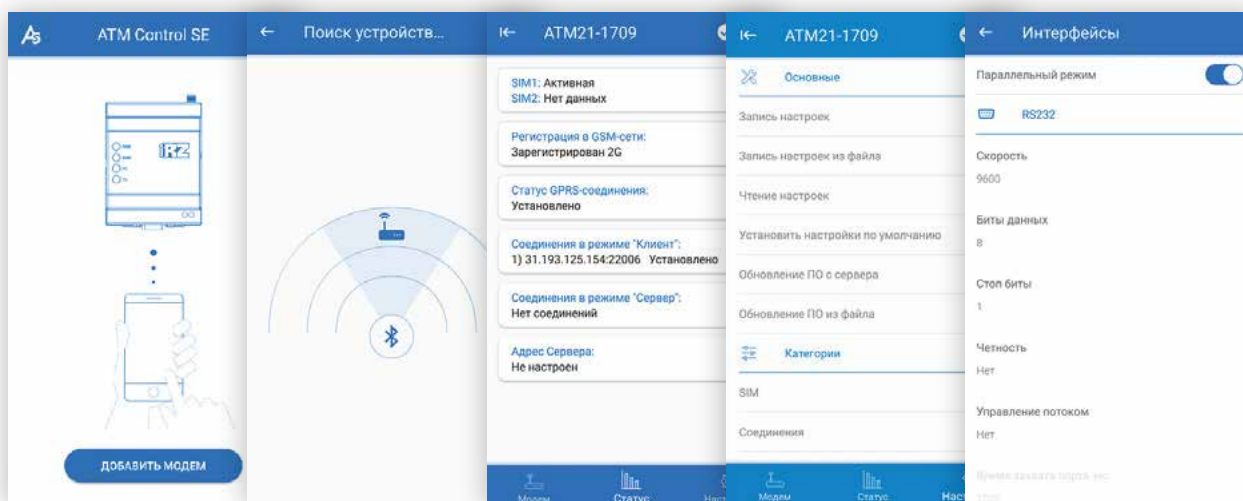 ATM Control SE
iRZ
ДОБАВИТЬ МОДЕМ
Поиск устройств...
ATM21-1709
SIM1: Активная
SIM2: Нет данных
Регистрация в GSM-сети:
Зарегистрирован 2G
Статус GPRS-соединения:
Установлено
Соединения в режиме "Клиент":
1) 31.193.125.154:22006 Установлено
Соединения в режиме "Сервер":
Нет соединений
Адрес Сервера:
Не настроен
Модем
Статус
ATM21-1709
Основные
Запись настроек
Запись настроек из файла
Чтение настроек
Установить настройки по умолчанию
Обновление ПО с сервера
Обновление ПО из файла
Категории
SIM
Соединения
Модем
Статус
Интерфейсы
Параллельный режим
RS232
Скорость
9600
Биты данных
8
Стоп биты
1
Четность
Нет
Управление потоком
Нет